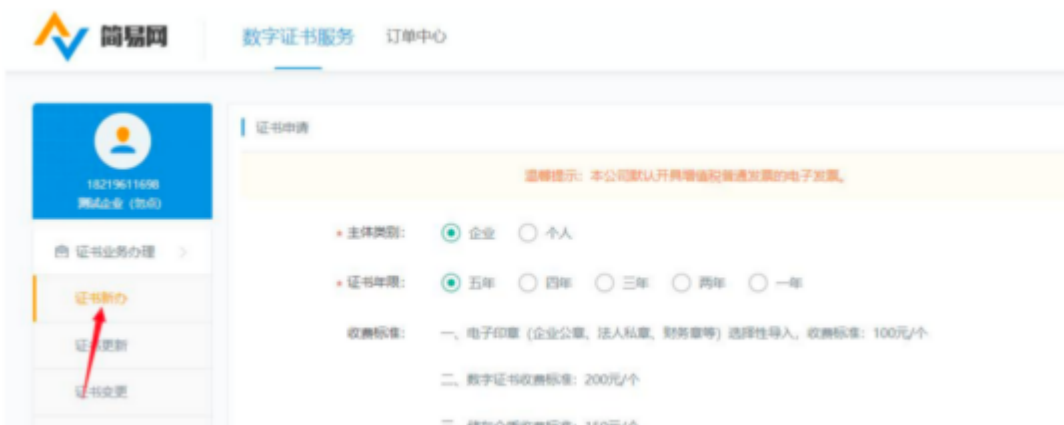 简易网 数字证书服务 订单中心
证书申请
温馨提示：本公司默认开具增值税普通发票的电子发票。
18219611698
测试企业（勿点）
* 主体类别： 企业 个人
证书业务办理 >
* 证书年限： 五年 四年 三年 两年 一年
证书新办
收费标准： 一、电子印章（企业公章、法人私章、财务章等）选择性导入，收费标准：100元/个
证书更新
二、数字证书收费标准：200元/个
证书变更